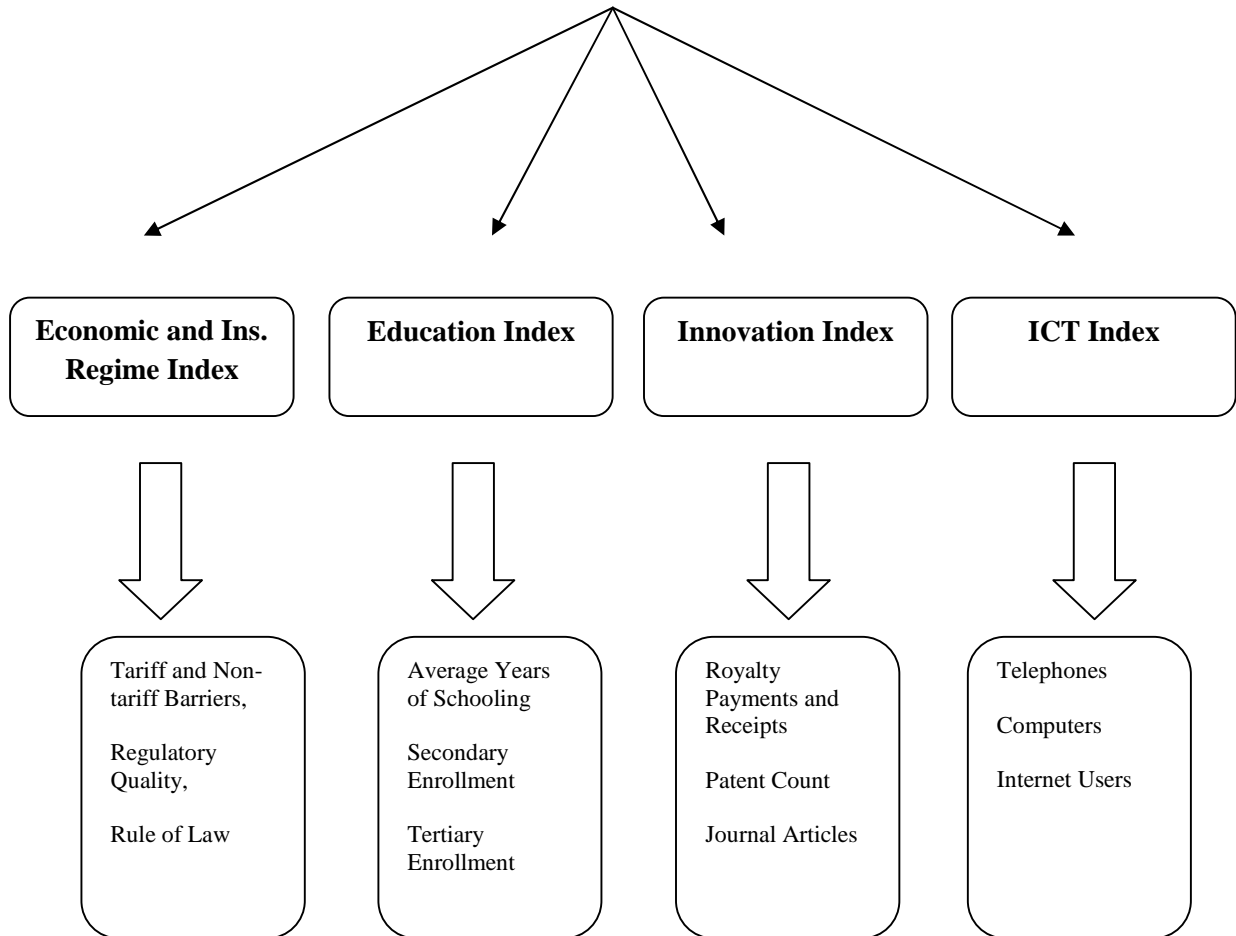 Economic and Ins.
Regime Index
Education Index
Innovation Index
ICT Index
Tariff and Non-
tariff Barriers,
Regulatory
Quality,
Rule of Law
Average Years
of Schooling
Secondary
Enrollment
Tertiary
Enrollment
Royalty
Payments and
Receipts
Patent Count
Journal Articles
Telephones
Computers
Internet Users